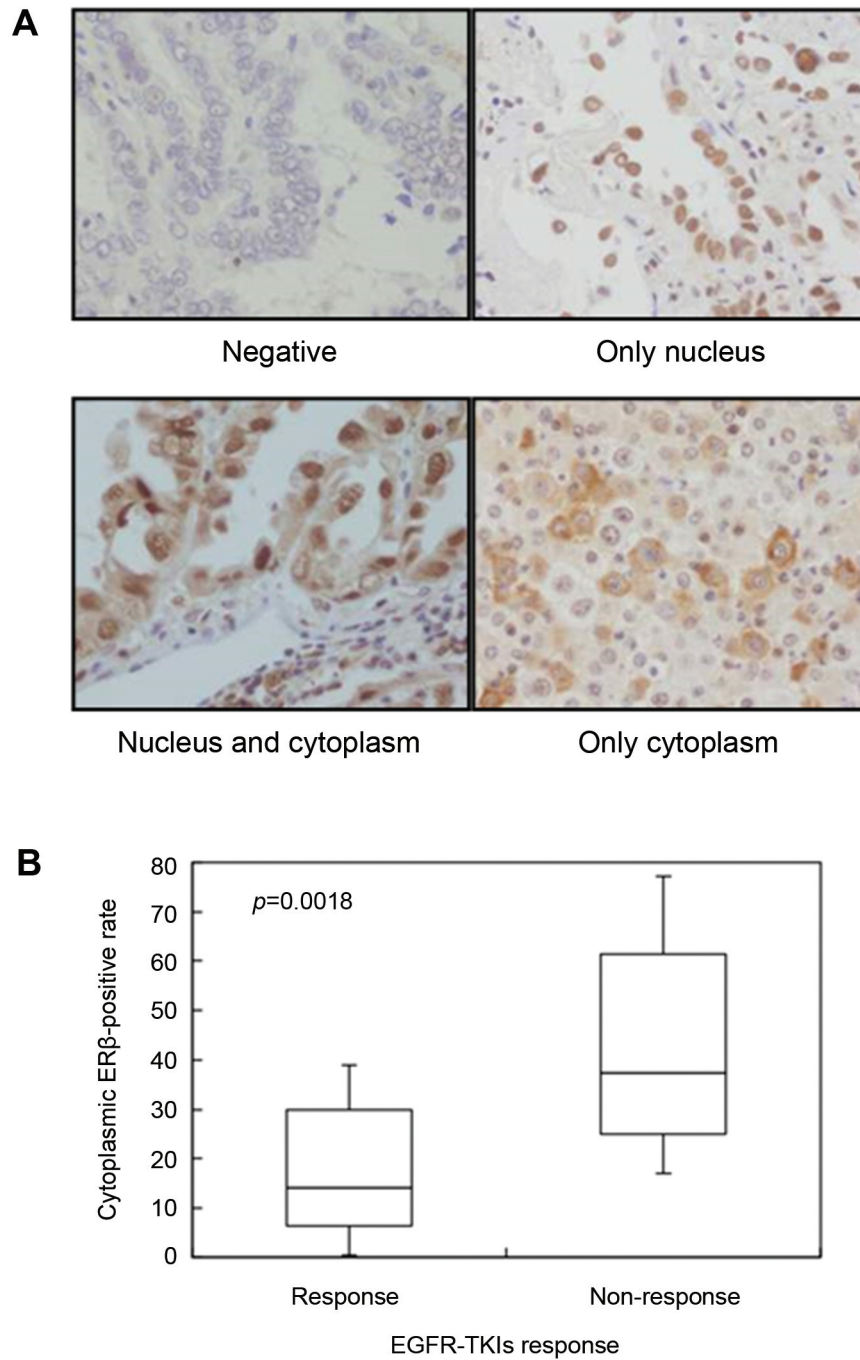 A
Negative
Only nucleus
Nucleus and cytoplasm
Only cytoplasm
B
Cytoplasmic ERβ-positive rate
80
70
60
50
40
30
20
10
0
p=0.0018
Response
Non-response
EGFR-TKIs response